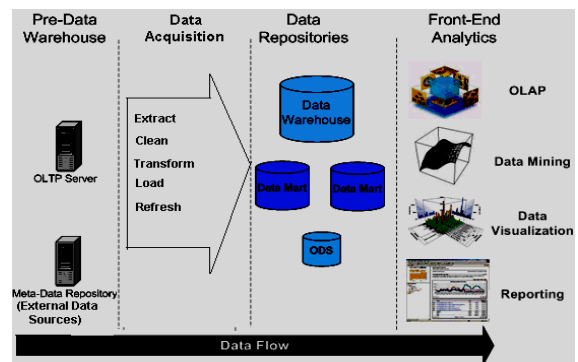 Pre-Data
Warehouse
Data
Acquisition
Data
Repositories
Front-End
Analytics
OLTP Server
Meta-Data Repository
(External Data
Sources)
Extract
Clean
Transform
Load
Refresh
Data
Warehouse
Data Mart
Data Mart
ODS
OLAP
Data Mining
Data
Visualization
Reporting
Data Flow